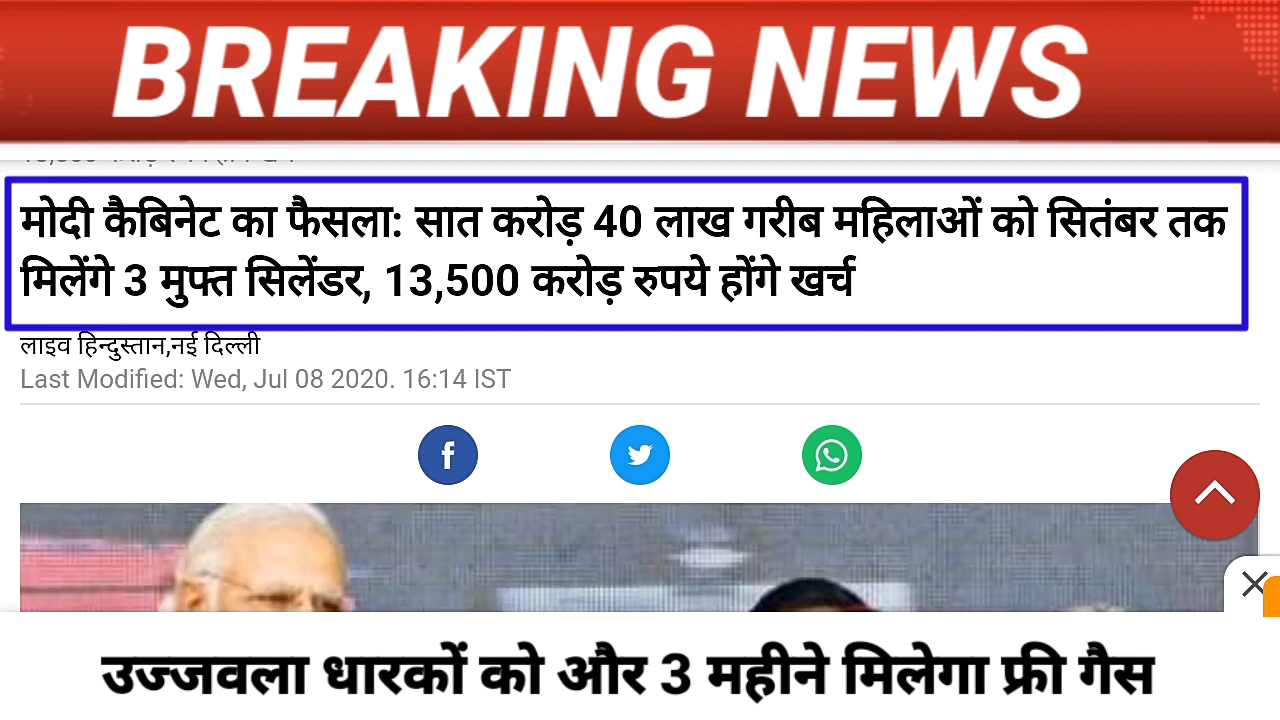 BREAKING NEWS
मोदी कैबिनेट का फैसला: सात करोड़ 40 लाख गरीब महिलाओं को सितंबर तक
मिलेंगे 3 मुफ्त सिलेंडर, 13,500 करोड़ रुपये होंगे खर्च
लाइव हिन्दुस्तान,नई दिल्ली
Last Modified: Wed, Jul 08 2020. 16:14 IST
उज्जवला धारकों को और 3 महीने मिलेगा फ्री गैस